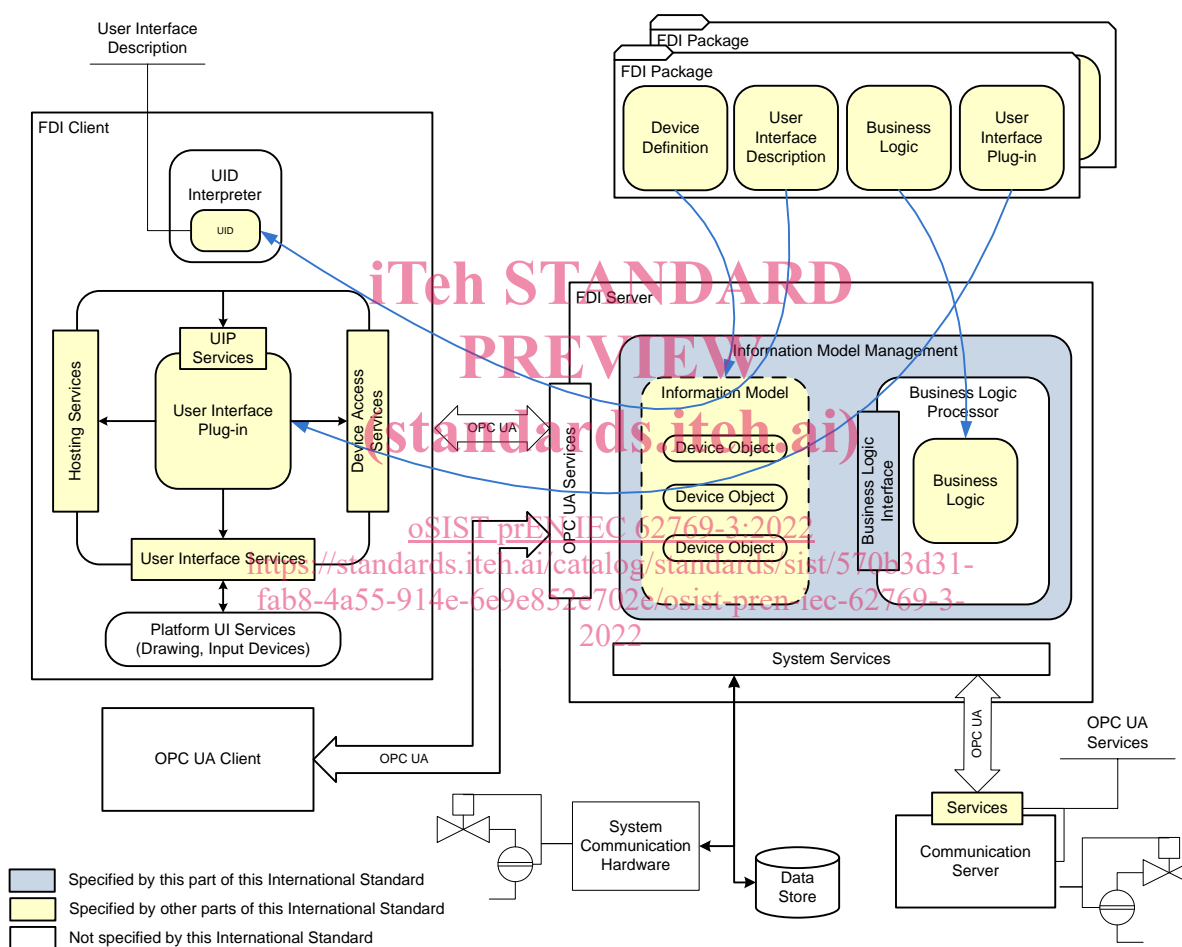 User Interface
Description
FDI Package
FDI Package
Device
Definition
User
Interface
Description
Business
Logic
User
Interface
Plug-in
FDI Client
UID
Interpreter
UID
iTeh STANDARD
PREVIEW
(standards.iteh.ai)
FDI Server
Information Model Management
UIP
Services
Hosting Services
User Interface
Plug-in
Device Access
Services
User Interface Services
Platform UI Services
(Drawing, Input Devices)
OPC UA
OPC UA Services
Information Model
Device Object
Device Object
Device Object
Business Logic
Processor
Business Logic
Interface
Business
Logic
oSIST prEN IEC 62769-3:2022
https://standards.iteh.ai/catalog/standards/sist/570b3d31-
fab8-4a55-914e-6e9e852e702e/osist-pren-iec-62769-3-
2022
System Services
OPC UA Client
OPC UA
OPC UA
OPC UA
Services
Services
Communication
Server
System
Communication
Hardware
Data
Store
Specified by this part of this International Standard
Specified by other parts of this International Standard
Not specified by this International Standard